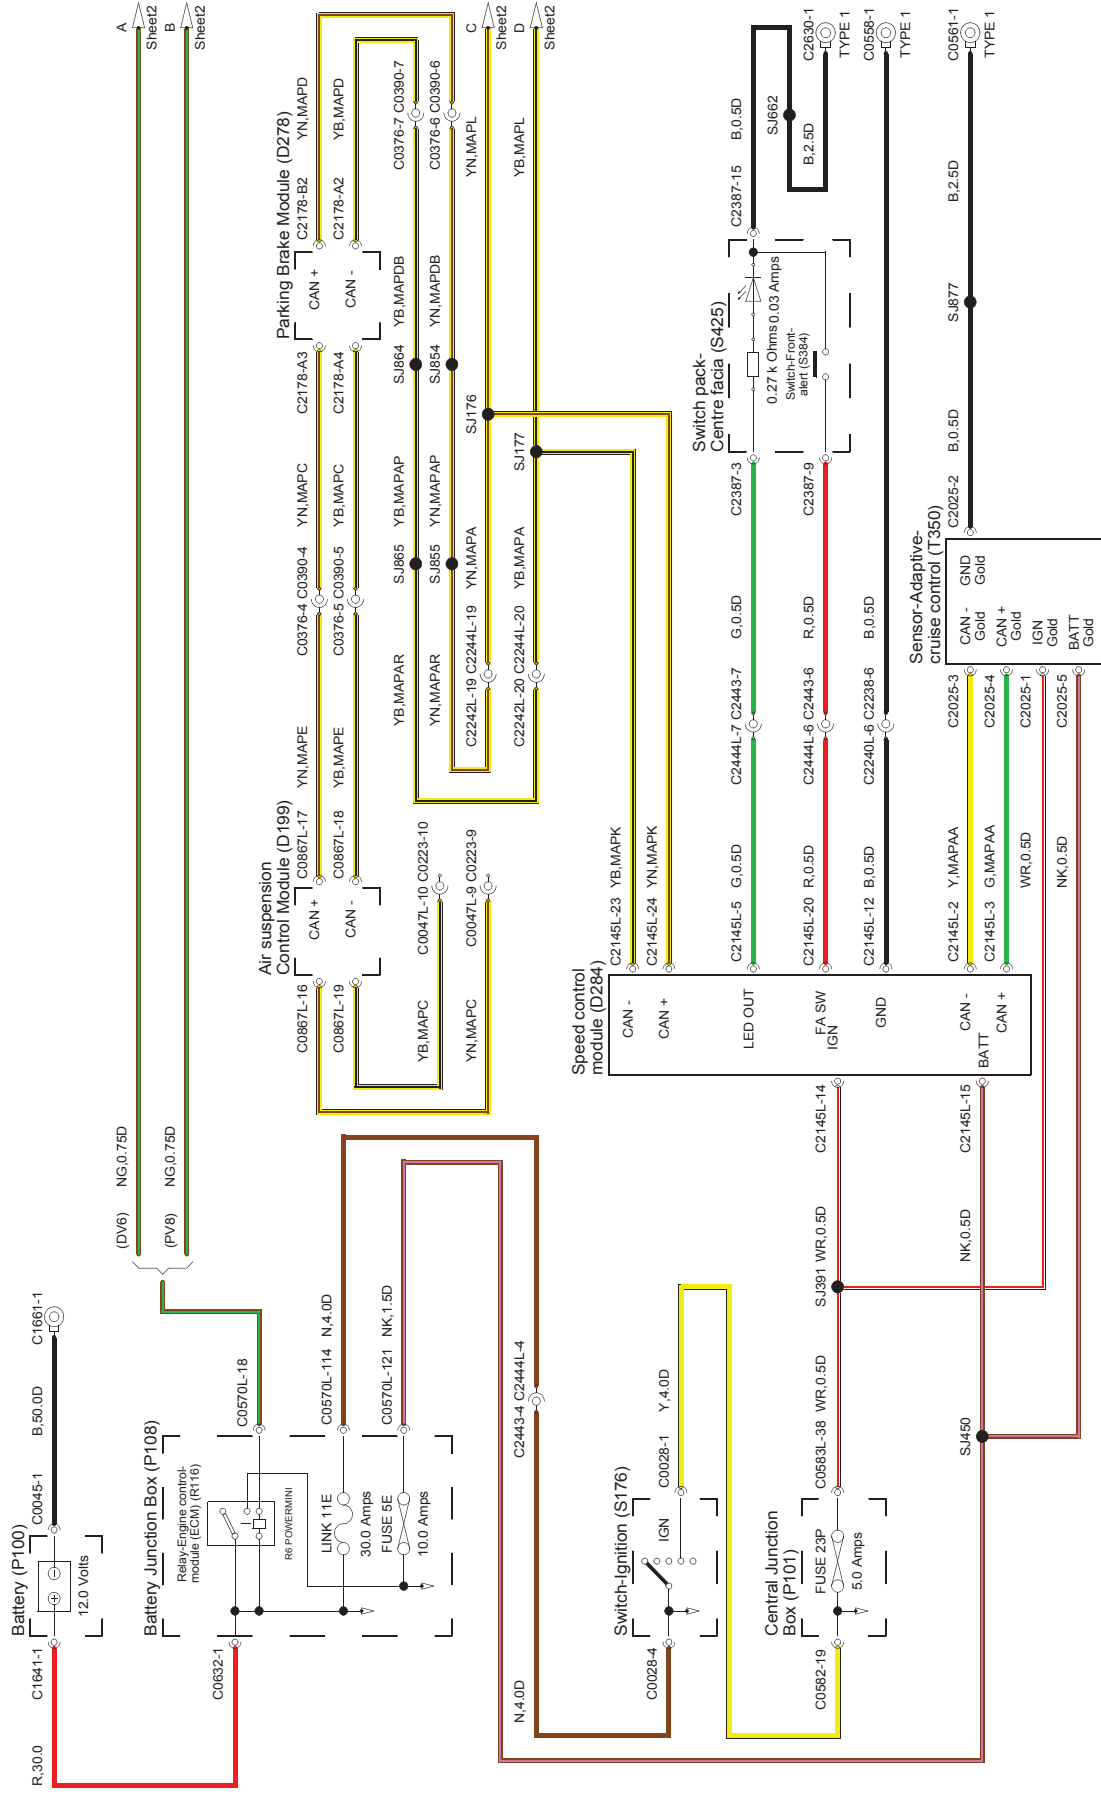 R,30.0
C1641-1
Battery (P100)
12.0 Volts
C0045-1
B,50.0D
C1661-1
C0632-1
Battery Junction Box (P108)
Relay-Engine control-
module (ECM) (R116)
R6 POWERMINI
LINK 11E
30.0 Amps
FUSE 5E
10.0 Amps
C0570L-18
C0570L-114
N,4.0D
C0570L-121
NK,1.5D
(DV6)
NG,0.75D
A
Sheet2
(PV8)
NG,0.75D
B
Sheet2
Air suspension
Control Module (D199)
CAN +
CAN -
C0867L-16
C0867L-19
C0867L-17
YN,MAPE
C0376-4
C0390-4
YN,MAPC
C2178-A3
C0867L-18
YB,MAPE
C0376-5
C0390-5
YB,MAPC
C2178-A4
Parking Brake Module (D278)
CAN +
CAN -
C2178-B2
YN,MAPD
C2178-A2
YB,MAPD
YB,MAPC
C0047L-10
C0223-10
YN,MAPC
C0047L-9
C0223-9
YB,MAPAR
SJ865
YB,MAPAP
SJ864
YB,MAPDB
C0376-7
C0390-7
YN,MAPAR
SJ855
YN,MAPAP
SJ854
YN,MAPDB
C0376-6
C0390-6
C2242L-19
C2244L-19
YN,MAPA
SJ176
YN,MAPL
C
Sheet2
C2242L-20
C2244L-20
YB,MAPA
SJ177
YB,MAPL
D
Sheet2
N,4.0D
C2443-4
C2444L-4
C0028-4
Switch-Ignition (S176)
IGN
C0028-1
Y,4.0D
C0582-19
Central Junction
Box (P101)
FUSE 23P
5.0 Amps
C0583L-38
WR,0.5D
SJ391
WR,0.5D
C2145L-14
SJ450
NK,0.5D
C2145L-15
Speed control
module (D284)
CAN -
CAN +
LED OUT
FA SW
IGN
GND
CAN -
BATT
CAN +
C2145L-23
YB,MAPK
C2145L-24
YN,MAPK
C2145L-5
G,0.5D
C2444L-7
C2443-7
G,0.5D
C2387-3
C2145L-20
R,0.5D
C2444L-6
C2443-6
R,0.5D
C2387-9
C2145L-12
B,0.5D
C2240L-6
C2238-6
B,0.5D
C2145L-2
Y,MAPAA
C2025-3
C2145L-3
G,MAPAA
C2025-4
WR,0.5D
C2025-1
NK,0.5D
C2025-5
Switch pack-
Centre facia (S425)
0.27 k Ohms
0.03 Amps
Switch-Front-
alert (S384)
C2387-15
B,0.5D
SJ662
B,2.5D
C2630-1
TYPE 1
C0558-1
TYPE 1
Sensor-Adaptive-
cruise control (T350)
CAN -
Gold
CAN +
Gold
IGN
Gold
BATT
Gold
GND
Gold
C2025-2
B,0.5D
SJ877
B,2.5D
C0561-1
TYPE 1